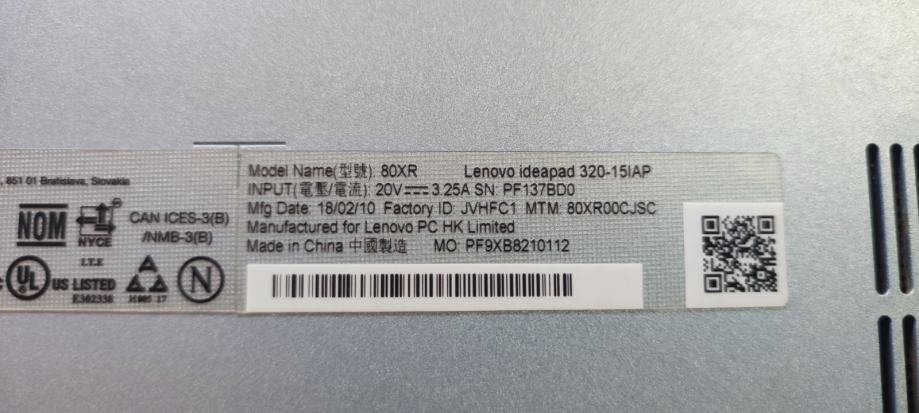 , 851 01 Bratislava, Slovakia
NOM
NYCE
CAN ICES-3(B)
/NMB-3(B)
I.T.E
UL
US LISTED
E302338
N
Model Name(型號): 80XR Lenovo ideapad 320-15IAP
INPUT(電壓/電流): 20V⎓3.25A SN: PF137BD0
Mfg Date: 18/02/10 Factory ID: JVHFC1 MTM: 80XR00CJSC
Manufactured for Lenovo PC HK Limited
Made in China 中國製造 MO: PF9XB8210112